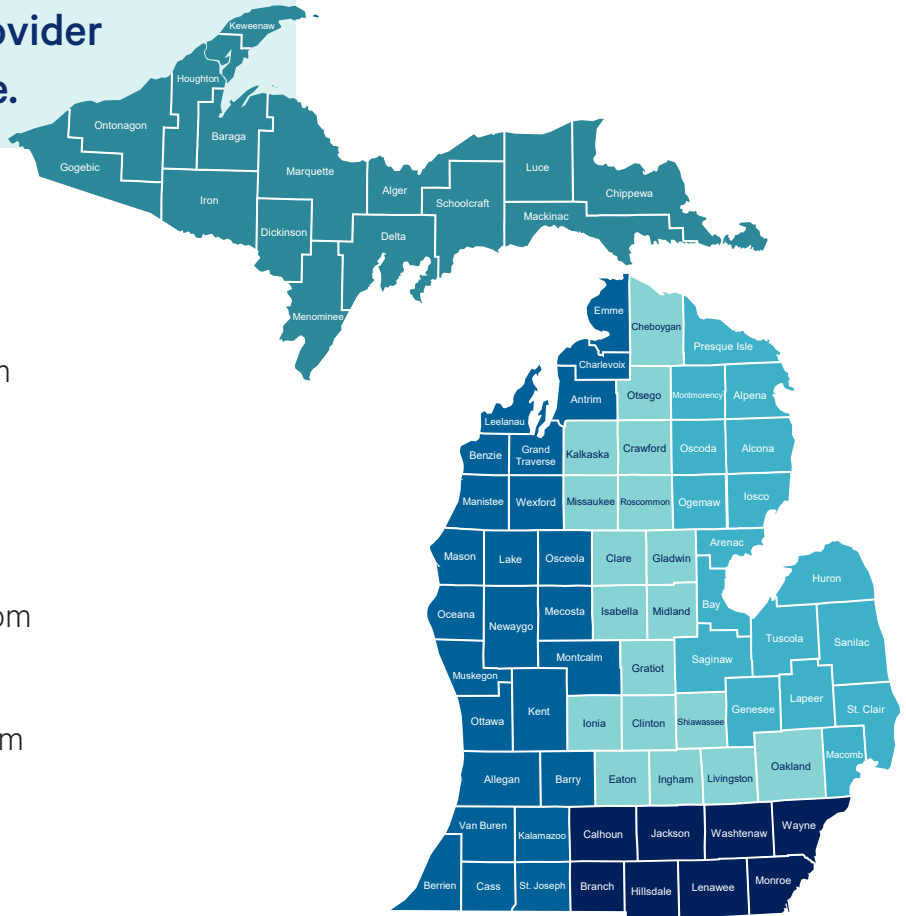 ovider
e.
n
om
m
Keweenaw
Houghton
Ontonagon
Baraga
Gogebic
Marquette
Iron
Alger
Luce
Chippewa
Schoolcraft
Mackinac
Dickinson
Delta
Menominee
Emme
Cheboygan
Presque Isle
Charlevoix
Antrim
Otsego
Montmorency
Alpena
Leelanau
Benzie
Grand
Traverse
Kalkaska
Crawford
Oscoda
Alcona
Manistee
Wexford
Missaukee
Roscommon
Ogemaw
Iosco
Mason
Lake
Osceola
Clare
Gladwin
Arenac
Huron
Oceana
Newaygo
Mecosta
Isabella
Midland
Bay
Tuscola
Sanilac
Muskegon
Montcalm
Gratiot
Saginaw
Lapeer
Ottawa
Kent
Ionia
Clinton
Shiawassee
Genesee
St. Clair
Allegan
Barry
Eaton
Ingham
Livingston
Oakland
Macomb
Van Buren
Kalamazoo
Calhoun
Jackson
Washtenaw
Wayne
Berrien
Cass
St. Joseph
Branch
Hillsdale
Lenawee
Monroe